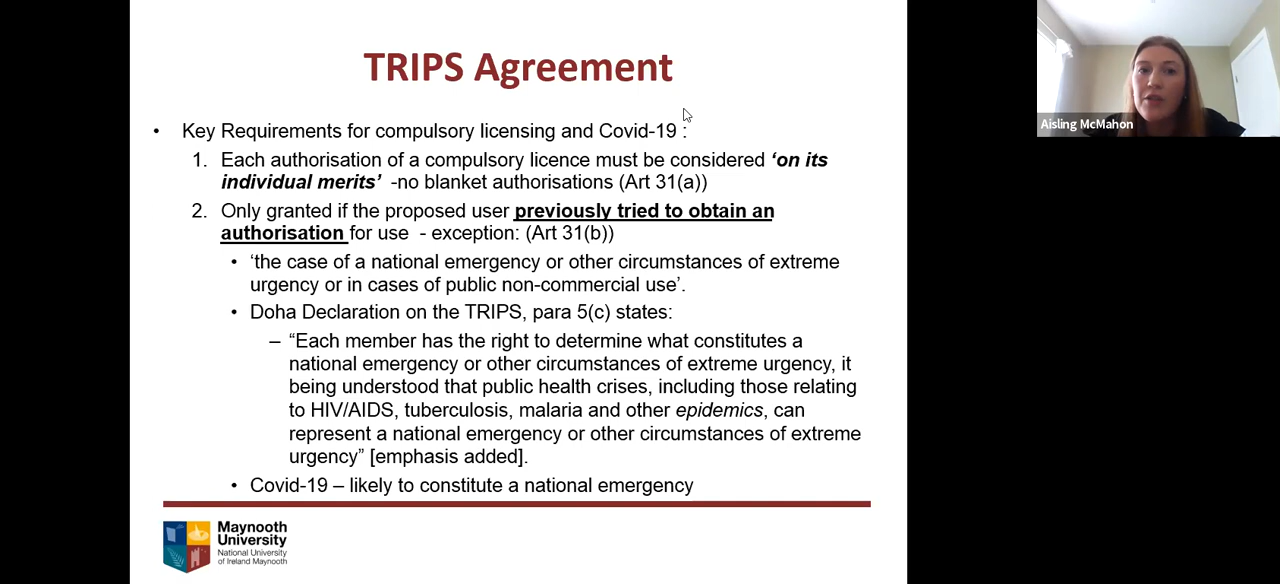 TRIPS Agreement
• Key Requirements for compulsory licensing and Covid-19 :
1. Each authorisation of a compulsory licence must be considered ‘on its
individual merits’ -no blanket authorisations (Art 31(a))
2. Only granted if the proposed user previously tried to obtain an
authorisation for use - exception: (Art 31(b))
• ‘the case of a national emergency or other circumstances of extreme
urgency or in cases of public non-commercial use’.
• Doha Declaration on the TRIPS, para 5(c) states:
– “Each member has the right to determine what constitutes a
national emergency or other circumstances of extreme urgency, it
being understood that public health crises, including those relating
to HIV/AIDS, tuberculosis, malaria and other epidemics, can
represent a national emergency or other circumstances of extreme
urgency” [emphasis added].
• Covid-19 – likely to constitute a national emergency
Maynooth
University
National University
of Ireland Maynooth
Aisling McMahon